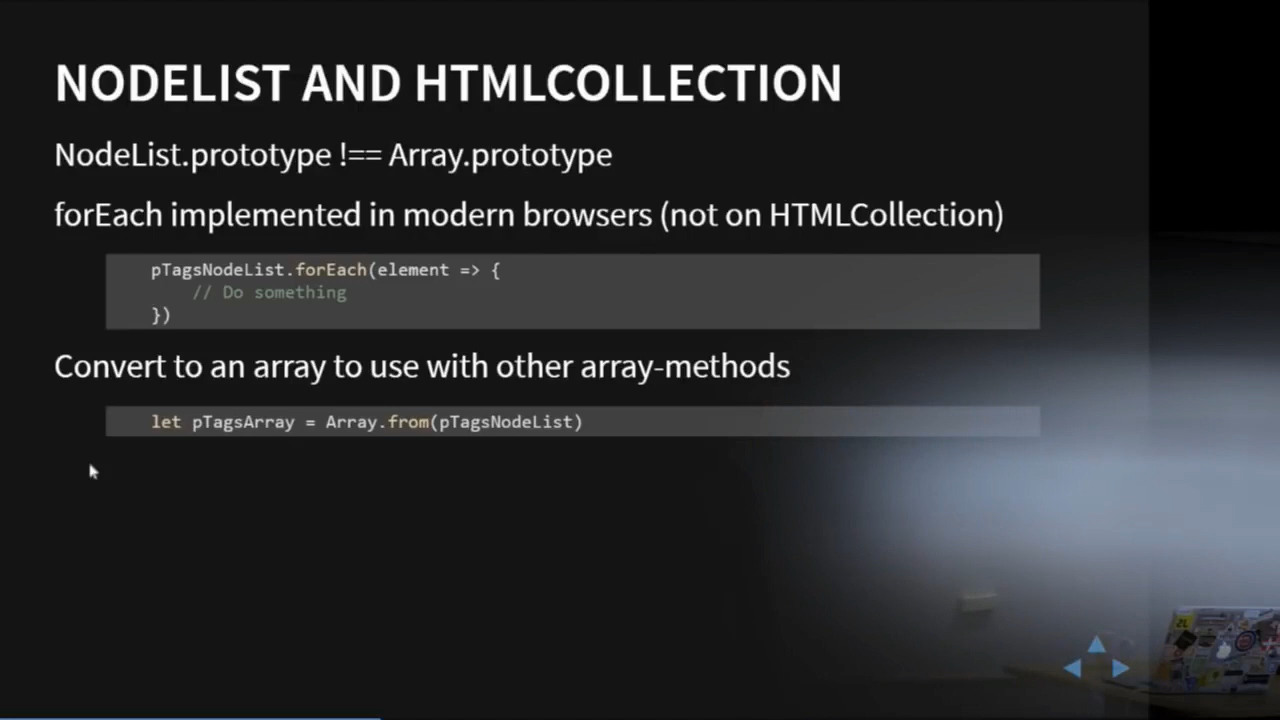 NODELIST AND HTMLCOLLECTION
NodeList.prototype !== Array.prototype
forEach implemented in modern browsers (not on HTMLCollection)
pTagsNodeList.forEach(element => {
// Do something
})
Convert to an array to use with other array-methods
let pTagsArray = Array.from(pTagsNodeList)